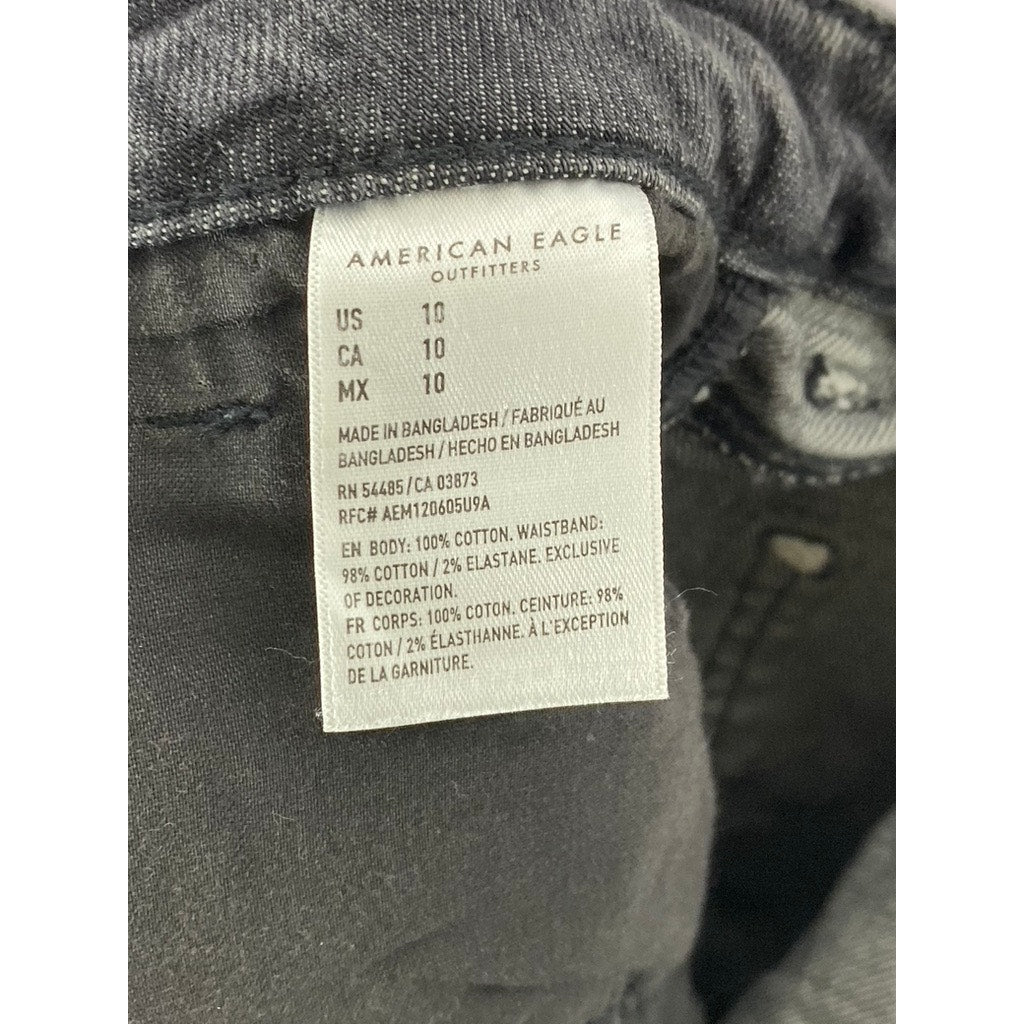 AMERICAN EAGLE
OUTFITTERS
US 10
CA 10
MX 10
MADE IN BANGLADESH / FABRIQUÉ AU
BANGLADESH / HECHO EN BANGLADESH
RN 54485 / CA 03873
RFC# AEM120605U9A
EN BODY: 100% COTTON. WAISTBAND:
98% COTTON / 2% ELASTANE. EXCLUSIVE
OF DECORATION.
FR CORPS: 100% COTON. CEINTURE: 98%
COTON / 2% ÉLASTHANNE. À L'EXCEPTION
DE LA GARNITURE.